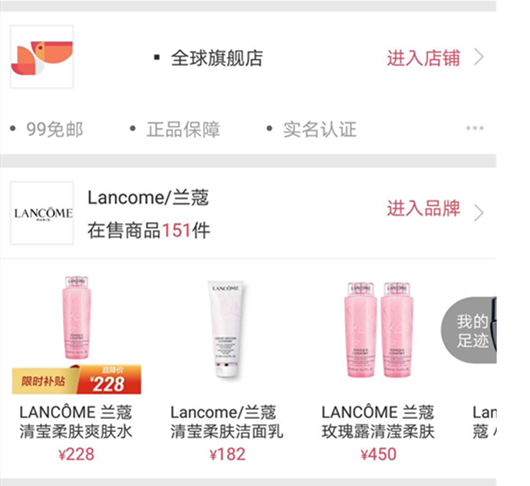 ▪ 全球旗舰店
进入店铺
• 99免邮 • 正品保障 • 实名认证
LANCÔME
PARIS
Lancome/兰蔻
在售商品151件
进入品牌
LANCÔME
我的
足迹
限时补贴
直降价
¥228
LANCÔME 兰蔻
清莹柔肤爽肤水
¥228
Lancome/兰蔻
清莹柔肤洁面乳
¥182
LANCÔME 兰蔻
玫瑰露清滢柔肤
¥450
Lan
蔻